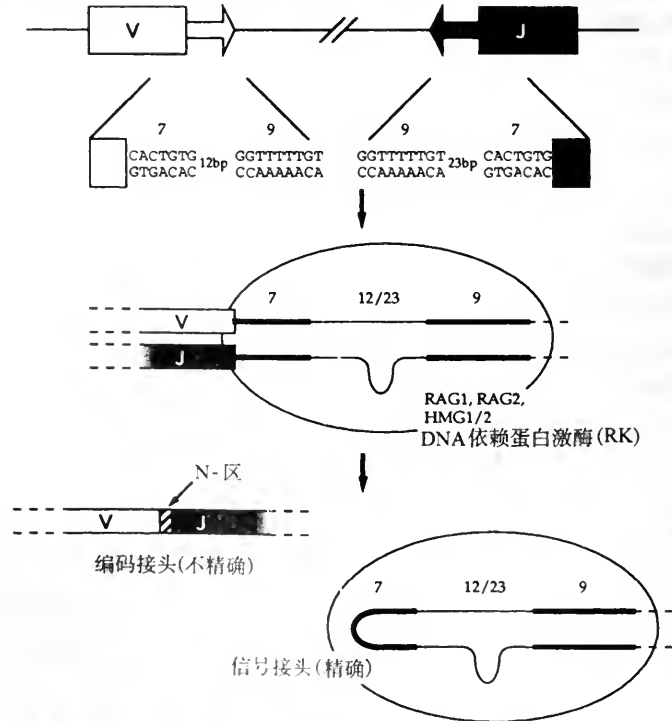 V J
7 9 9 7
CACTGTG 12bp GGTTTTTGT GGTTTTTGT 23bp CACTGTG
GTGACAC CCAAAAACA CCAAAAACA GTGACAC
7 12/23 9
V
J
RAG1, RAG2,
HMG1/2
DNA依赖蛋白激酶(RK)
N-区
V J
编码接头(不精确)
7 12/23 9
信号接头(精确)